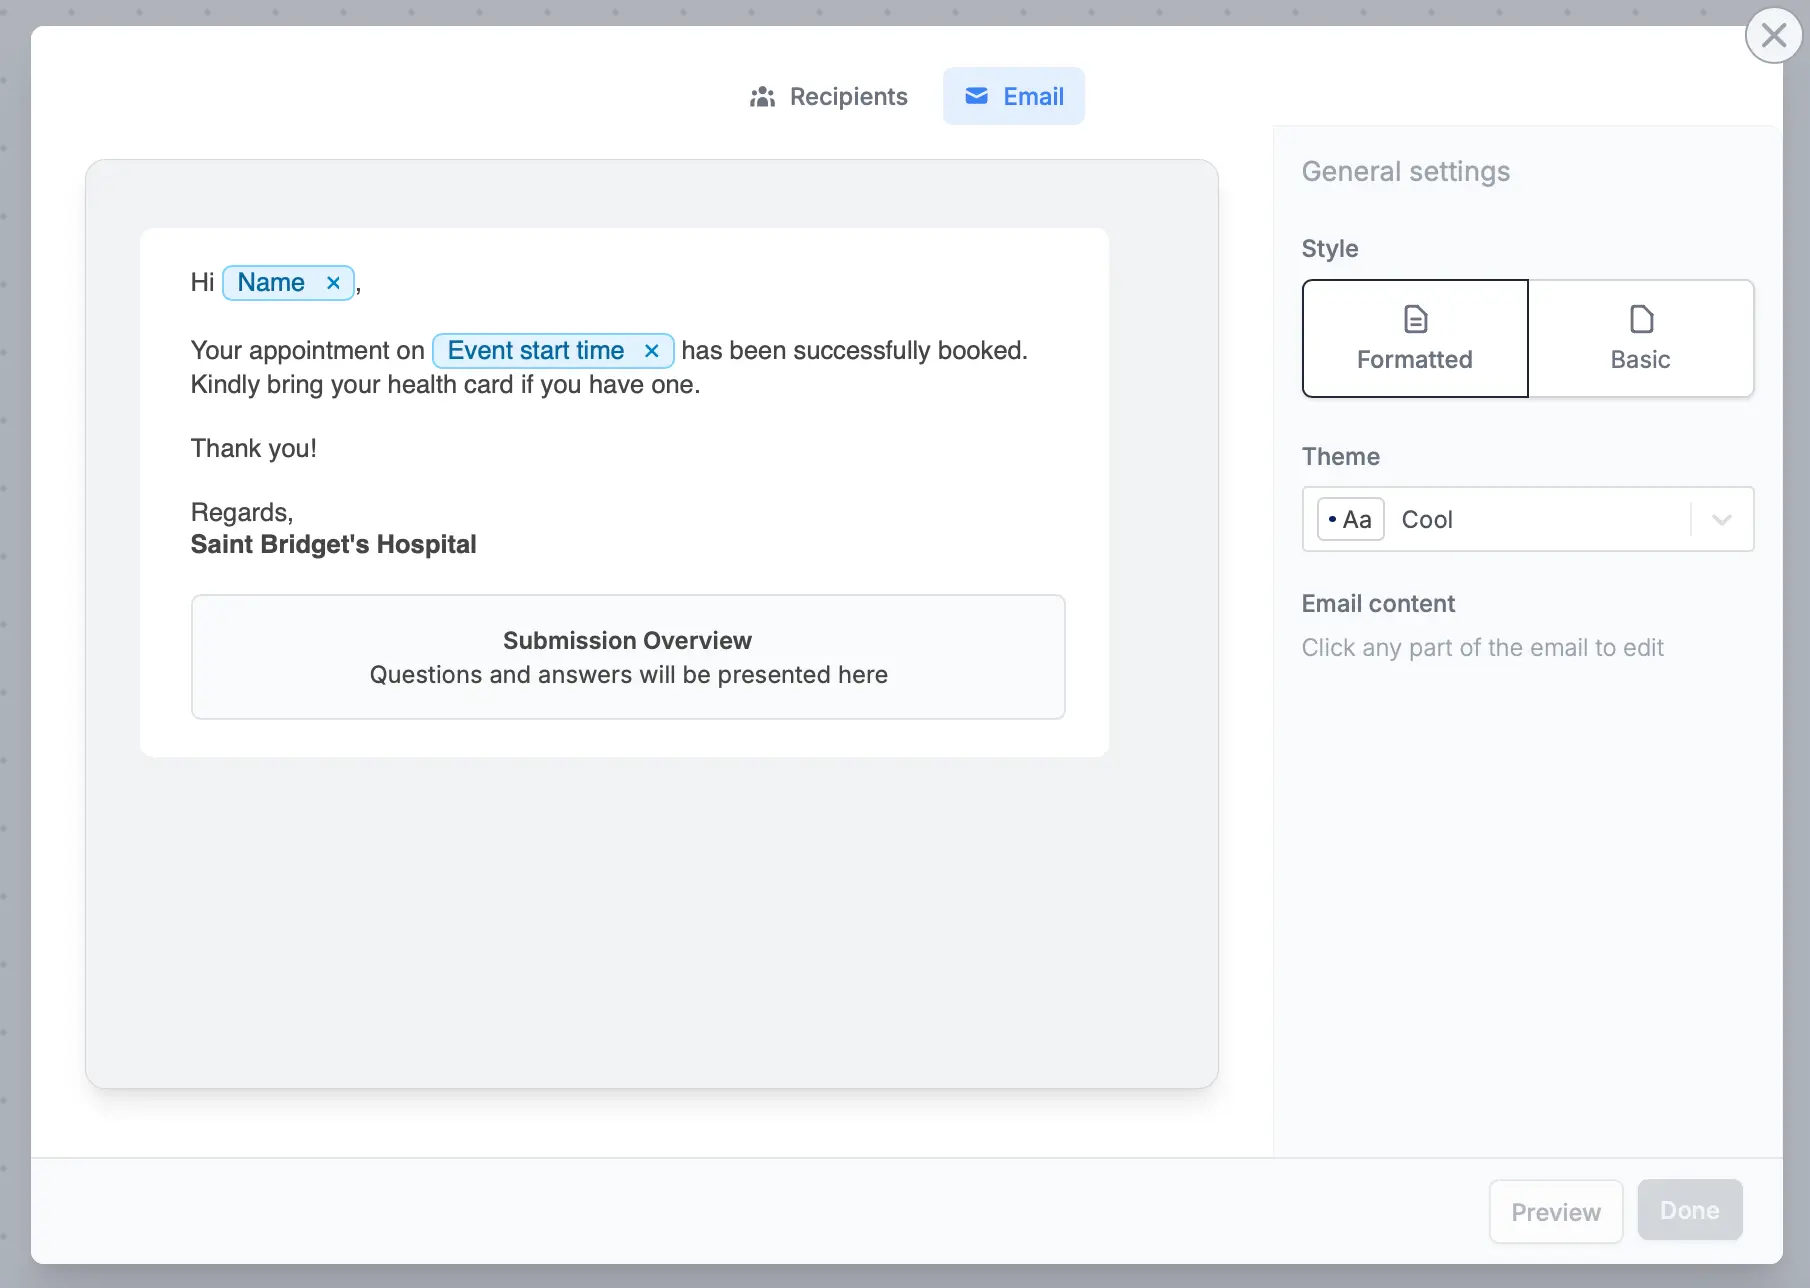 Recipients
Email
Hi Name ×,
Your appointment on Event start time × has been successfully booked.
Kindly bring your health card if you have one.
Thank you!
Regards,
Saint Bridget's Hospital
Submission Overview
Questions and answers will be presented here
General settings
Style
Formatted
Basic
Theme
Aa Cool
Email content
Click any part of the email to edit
Preview
Done